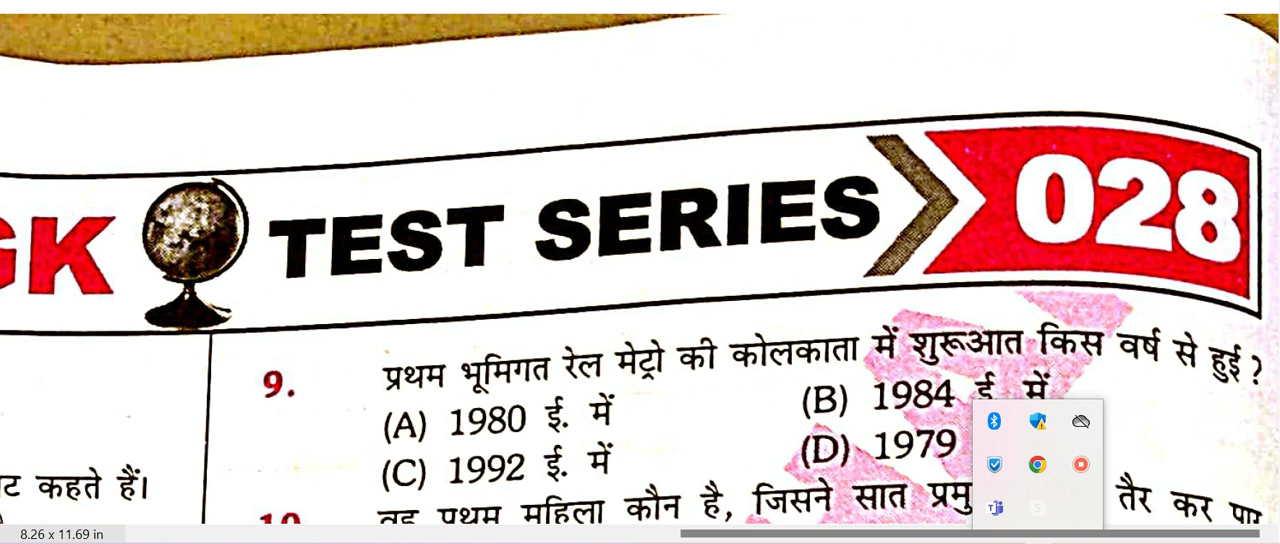 GK TEST SERIES 028
9. प्रथम भूमिगत रेल मेट्रो की कोलकाता में शुरूआत किस वर्ष से हुई ?
(A) 1980 ई. में (B) 1984 ई. में
(C) 1992 ई. में (D) 1979
कहते हैं।
10 वह प्रथम महिला कौन है, जिसने सात तैर कर पार
8.26 x 11.69 in